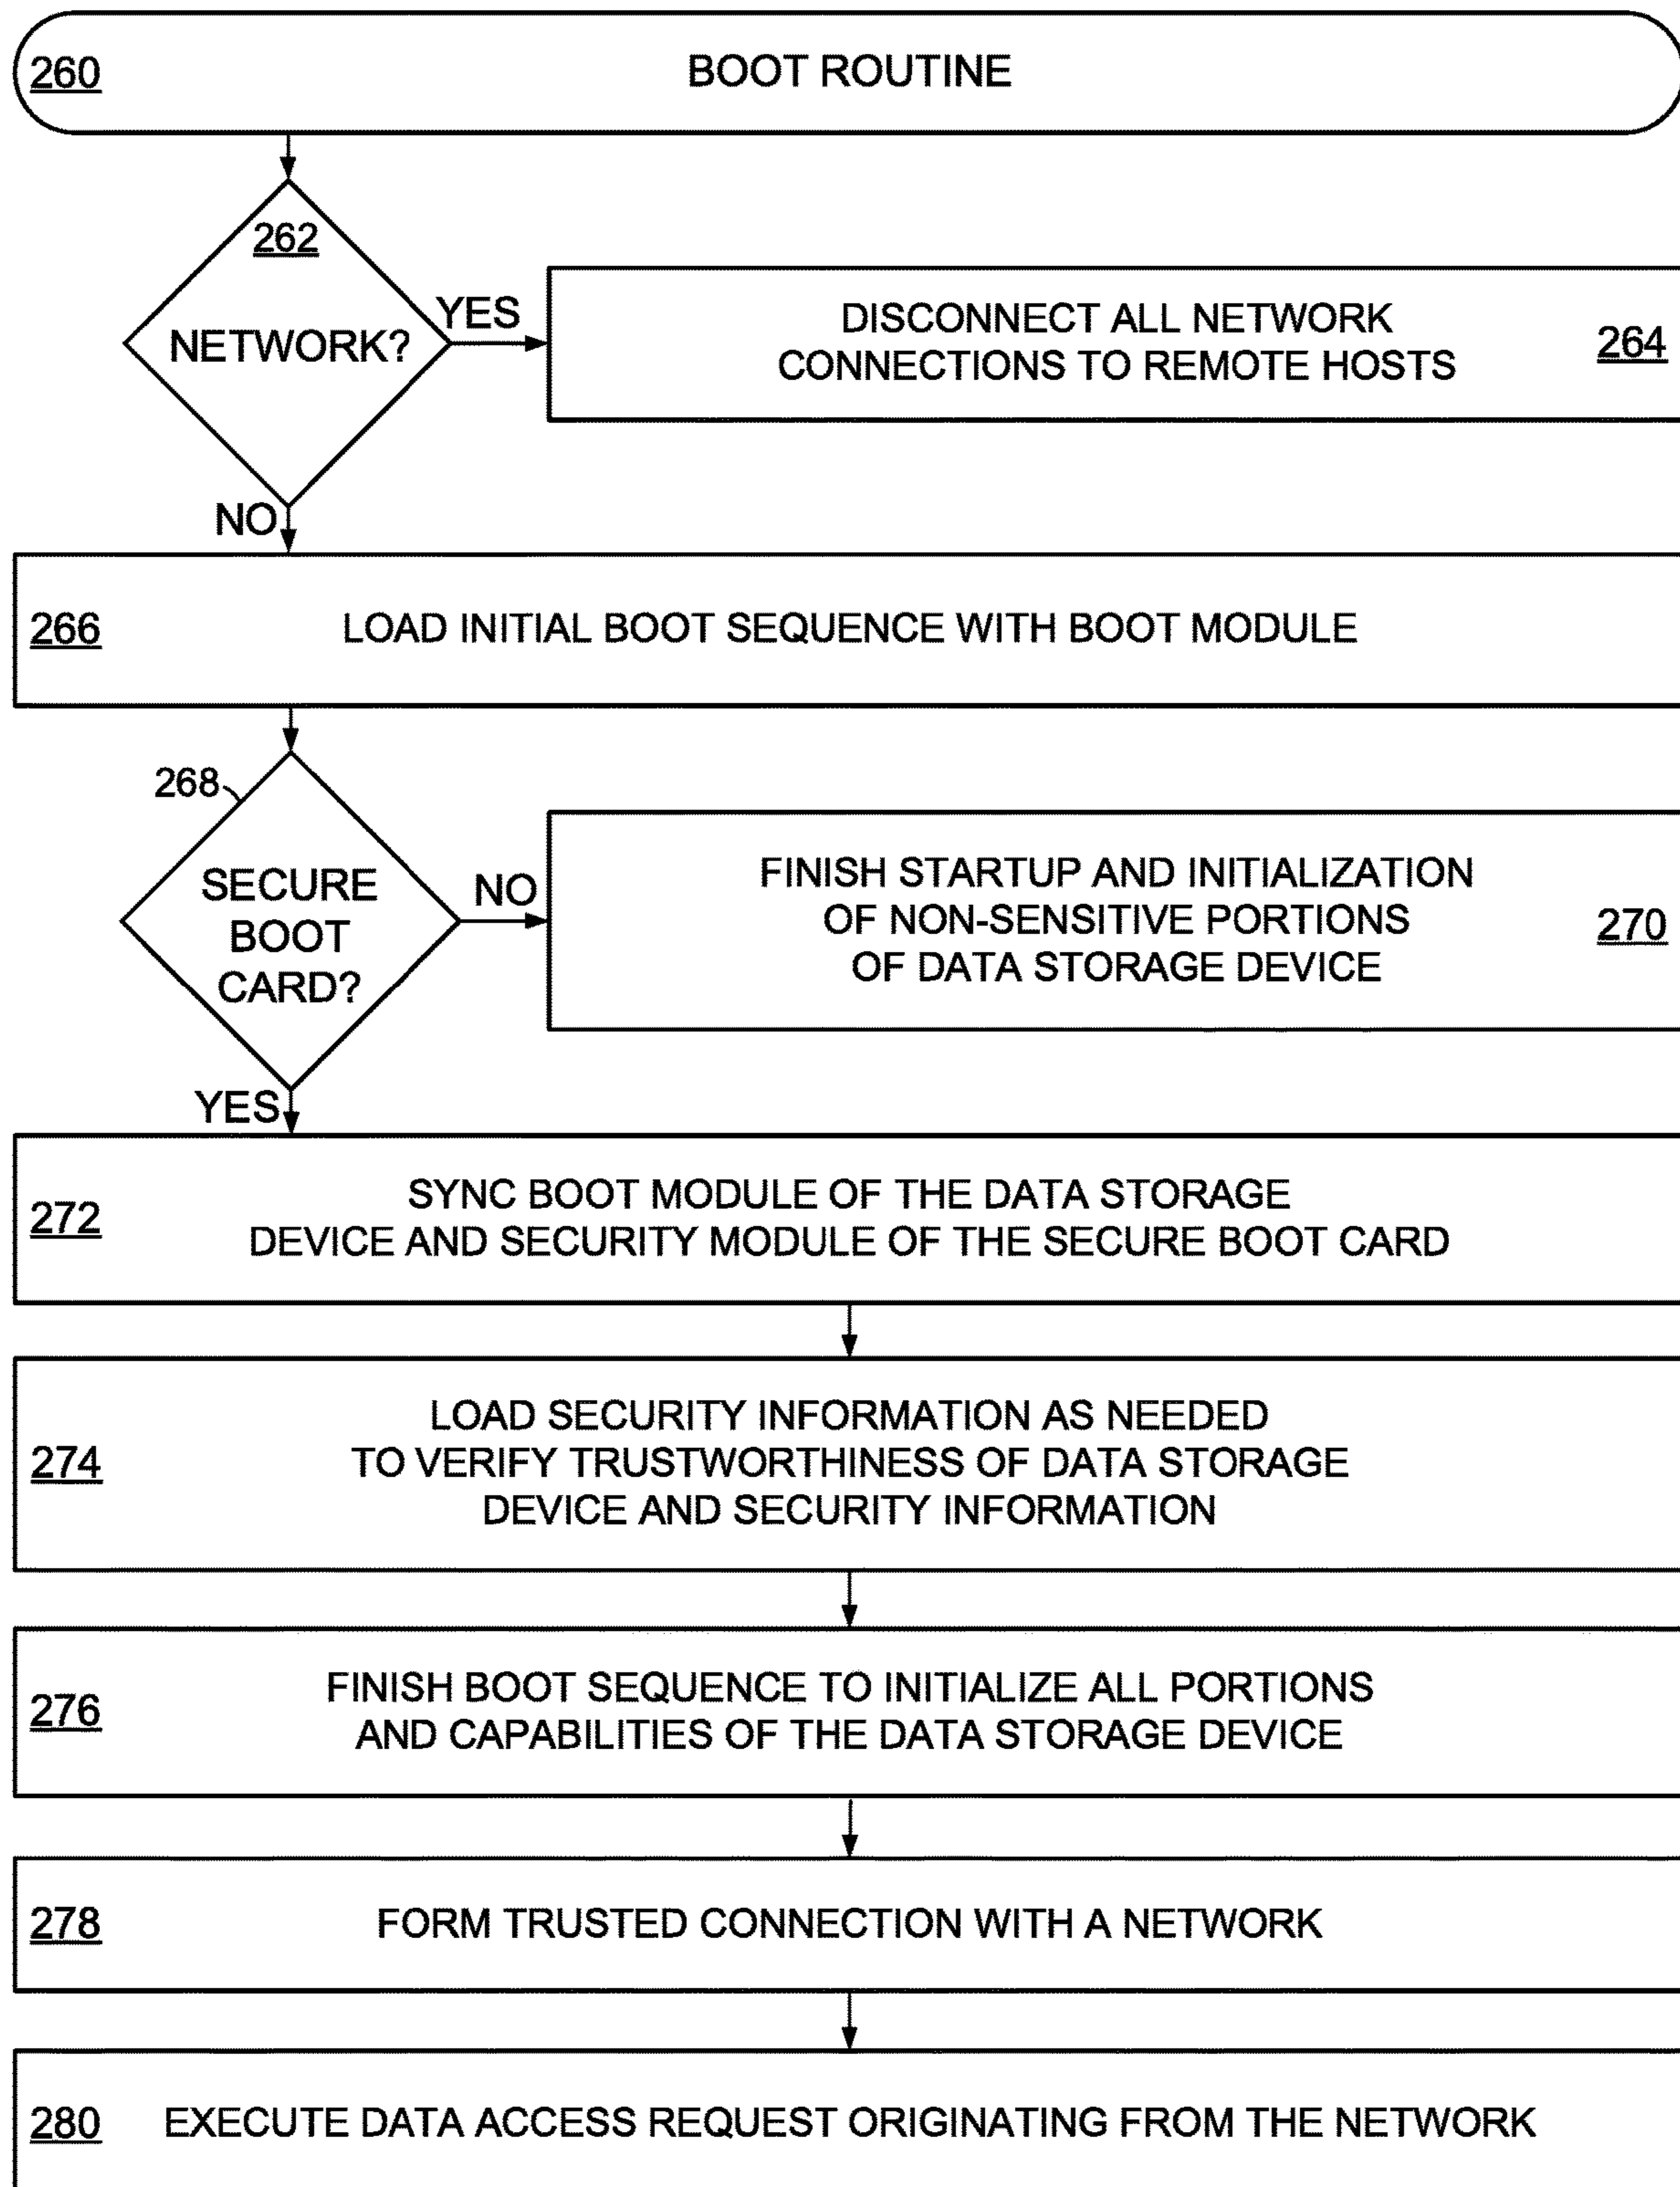 260
BOOT ROUTINE
262
NETWORK?
YES
DISCONNECT ALL NETWORK
CONNECTIONS TO REMOTE HOSTS
264
NO
266
LOAD INITIAL BOOT SEQUENCE WITH BOOT MODULE
268
SECURE
BOOT
CARD?
NO
FINISH STARTUP AND INITIALIZATION
OF NON-SENSITIVE PORTIONS
OF DATA STORAGE DEVICE
270
YES
272
SYNC BOOT MODULE OF THE DATA STORAGE
DEVICE AND SECURITY MODULE OF THE SECURE BOOT CARD
274
LOAD SECURITY INFORMATION AS NEEDED
TO VERIFY TRUSTWORTHINESS OF DATA STORAGE
DEVICE AND SECURITY INFORMATION
276
FINISH BOOT SEQUENCE TO INITIALIZE ALL PORTIONS
AND CAPABILITIES OF THE DATA STORAGE DEVICE
278
FORM TRUSTED CONNECTION WITH A NETWORK
280
EXECUTE DATA ACCESS REQUEST ORIGINATING FROM THE NETWORK